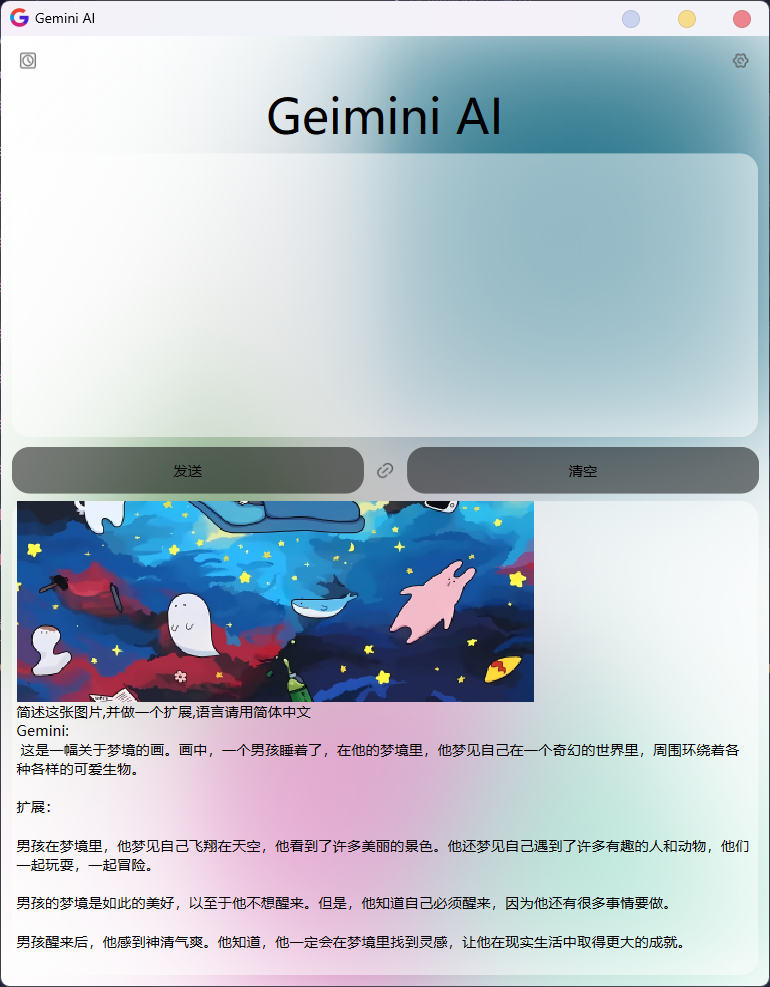 Gemini AI
Geimini AI
发送
清空
简述这张图片,并做一个扩展,语言请用简体中文
Gemini:
这是一幅关于梦境的画。画中，一个男孩睡着了，在他的梦境里，他梦见自己在一个奇幻的世界里，周围环绕着各
种各样的可爱生物。
扩展：
男孩在梦境里，他梦见自己飞翔在天空，他看到了许多美丽的景色。他还梦见自己遇到了许多有趣的人和动物，他们
一起玩耍，一起冒险。
男孩的梦境是如此的美好，以至于他不想醒来。但是，他知道自己必须醒来，因为他还有很多事情要做。
男孩醒来后，他感到神清气爽。他知道，他一定会在梦境里找到灵感，让他在现实生活中取得更大的成就。